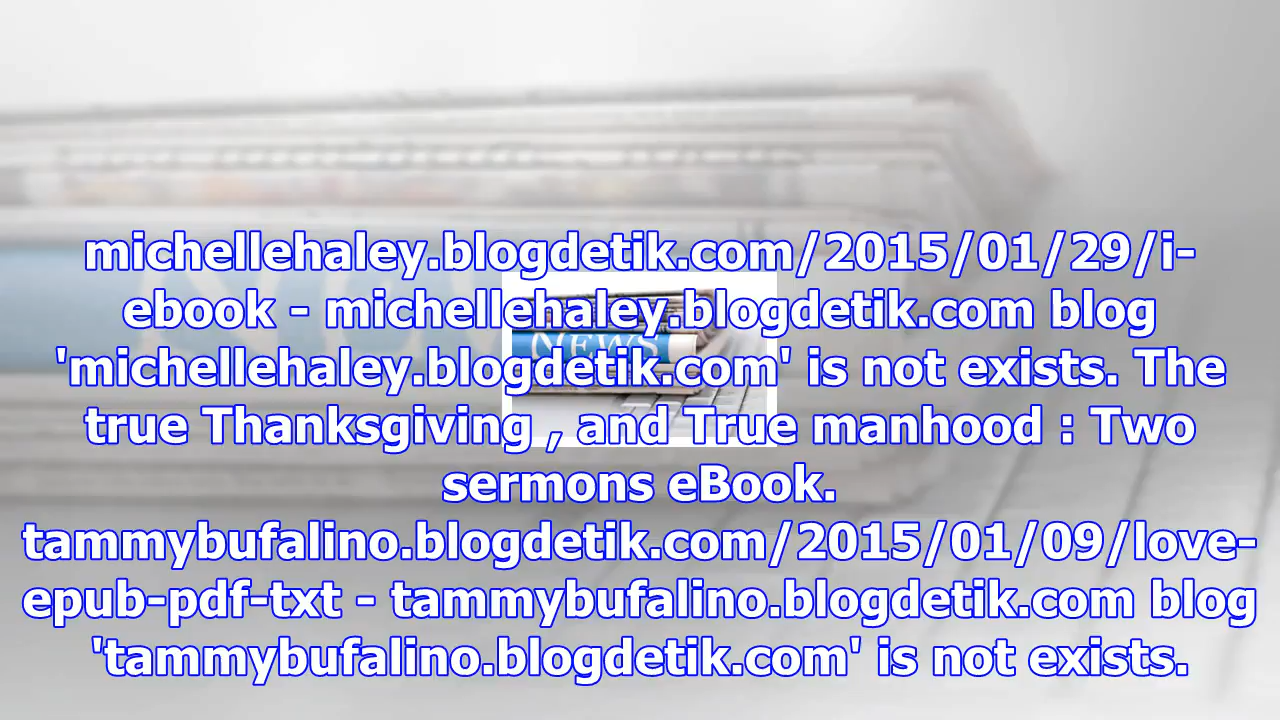 michellehaley.blogdetik.com/2015/01/29/i-
ebook - michellehaley.blogdetik.com blog
'michellehaley.blogdetik.com' is not exists. The
true Thanksgiving , and True manhood : Two
sermons eBook.
tammybufalino.blogdetik.com/2015/01/09/love-
epub-pdf-txt - tammybufalino.blogdetik.com blog
'tammybufalino.blogdetik.com' is not exists.
NEWS